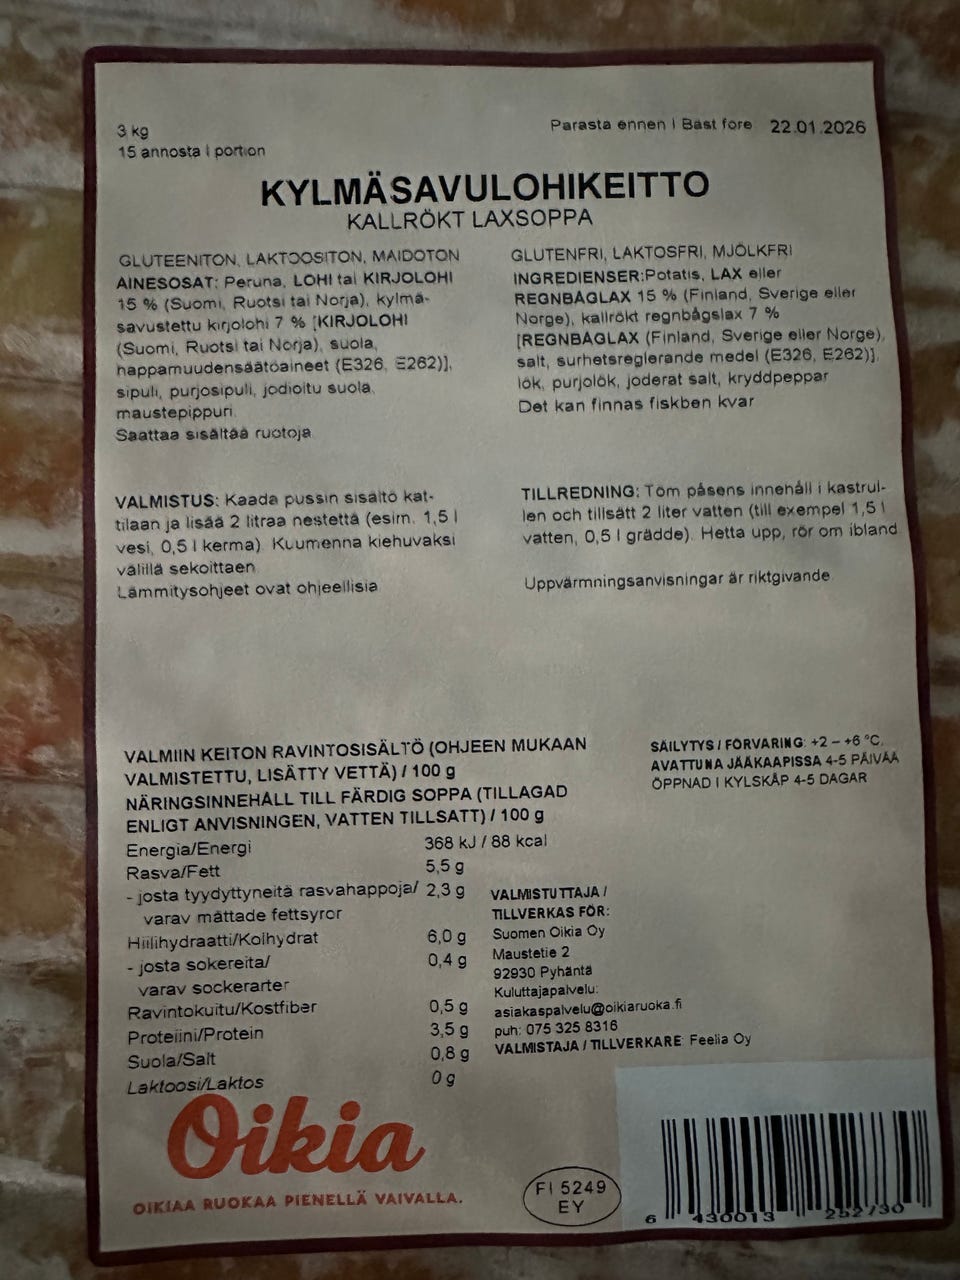 3 kg
15 annosta | portion
Parasta ennen | Bäst före 22.01.2026
KYLMÄSAVULOHIKEITTO
KALLRÖKT LAXSOPPA
GLUTEENITON, LAKTOOSITON, MAIDOTON
AINESOSAT: Peruna, LOHI tai KIRJOLOHI
15 % (Suomi, Ruotsi tai Norja), kylmä-
savustettu kirjolohi 7 % [KIRJOLOHI
(Suomi, Ruotsi tai Norja), suola,
happamuudensäätöaineet (E326, E262)],
sipuli, purjosipuli, jodioitu suola,
maustepippuri.
Saattaa sisältää ruotoja.
GLUTENFRI, LAKTOSFRI, MJÖLKFRI
INGREDIENSER:Potatis, LAX eller
REGNBÅGLAX 15 % (Finland, Sverige eller
Norge), kallrökt regnbågslax 7 %
[REGNBÅGLAX (Finland, Sverige eller Norge),
salt, surhetsreglerande medel (E326, E262)],
lök, purjolök, joderat salt, kryddpeppar
Det kan finnas fiskben kvar
VALMISTUS: Kaada pussin sisältö kat-
tilaan ja lisää 2 litraa nestettä (esim. 1,5 l
vesi, 0,5 l kerma). Kuumenna kiehuvaksi
välillä sekoittaen.
Lämmitysohjeet ovat ohjeellisia
TILLREDNING: Töm påsens innehåll i kastrul-
len och tillsätt 2 liter vatten (till exempel 1,5 l
vatten, 0,5 l grädde). Hetta upp, rör om ibland
Uppvärmningsanvisningar är riktgivande.
VALMIIN KEITON RAVINTOSISÄLTÖ (OHJEEN MUKAAN
VALMISTETTU, LISÄTTY VETTÄ) / 100 g
NÄRINGSINNEHÅLL TILL FÄRDIG SOPPA (TILLAGAD
ENLIGT ANVISNINGEN, VATTEN TILLSATT) / 100 g
Energia/Energi 368 kJ / 88 kcal
Rasva/Fett 5,5 g
- josta tyydyttyneitä rasvahappoja/ 2,3 g
varav mättade fettsyror
Hiilihydraatti/Kolhydrat 6,0 g
- josta sokereita/ 0,4 g
varav sockerarter
Ravintokuitu/Kostfiber 0,5 g
Proteiini/Protein 3,5 g
Suola/Salt 0,8 g
Laktoosi/Laktos 0 g
SÄILYTYS / FÖRVARING: +2 – +6 °C,
AVATTUNA JÄÄKAAPISSA 4-5 PÄIVÄÄ
ÖPPNAD I KYLSKÅP 4-5 DAGAR
VALMISTUTTAJA /
TILLVERKAS FÖR:
Suomen Oikia Oy
Maustetie 2
92930 Pyhäntä
Kuluttajapalvelu:
asiakaspalvelu@oikiaruoka.fi
puh: 075 325 8316
VALMISTAJA / TILLVERKARE: Feelia Oy
Oikia
OIKIAA RUOKAA PIENELLÄ VAIVALLA.
FI 5249
EY
6 430013 252730